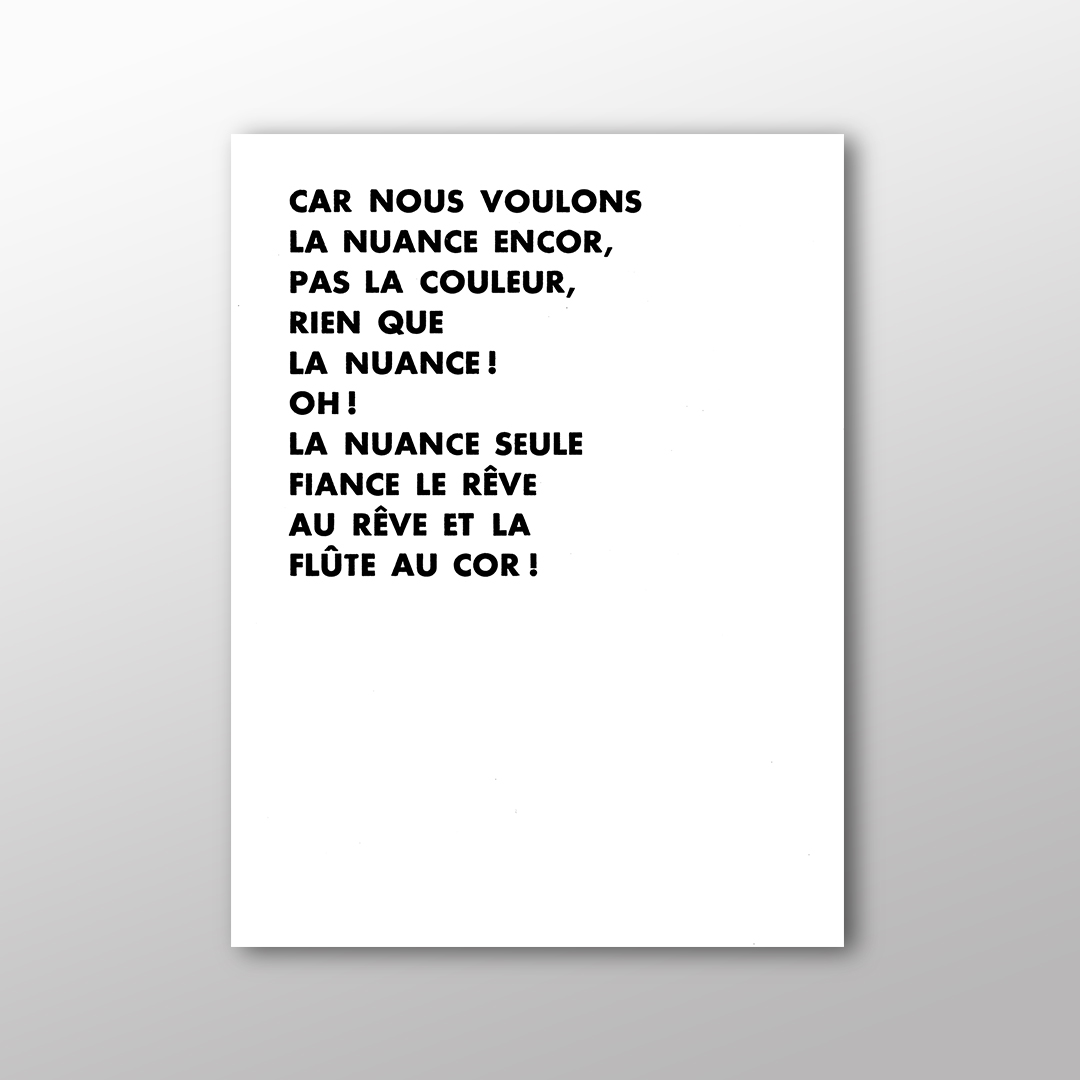 CAR NOUS VOULONS
LA NUANCE ENCOR,
PAS LA COULEUR,
RIEN QUE
LA NUANCE !
OH !
LA NUANCE SEULE
FIANCE LE RÊVE
AU RÊVE ET LA
FLÛTE AU COR !